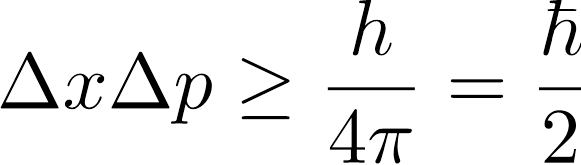 ΔxΔp ≥ h/4π = ħ/2